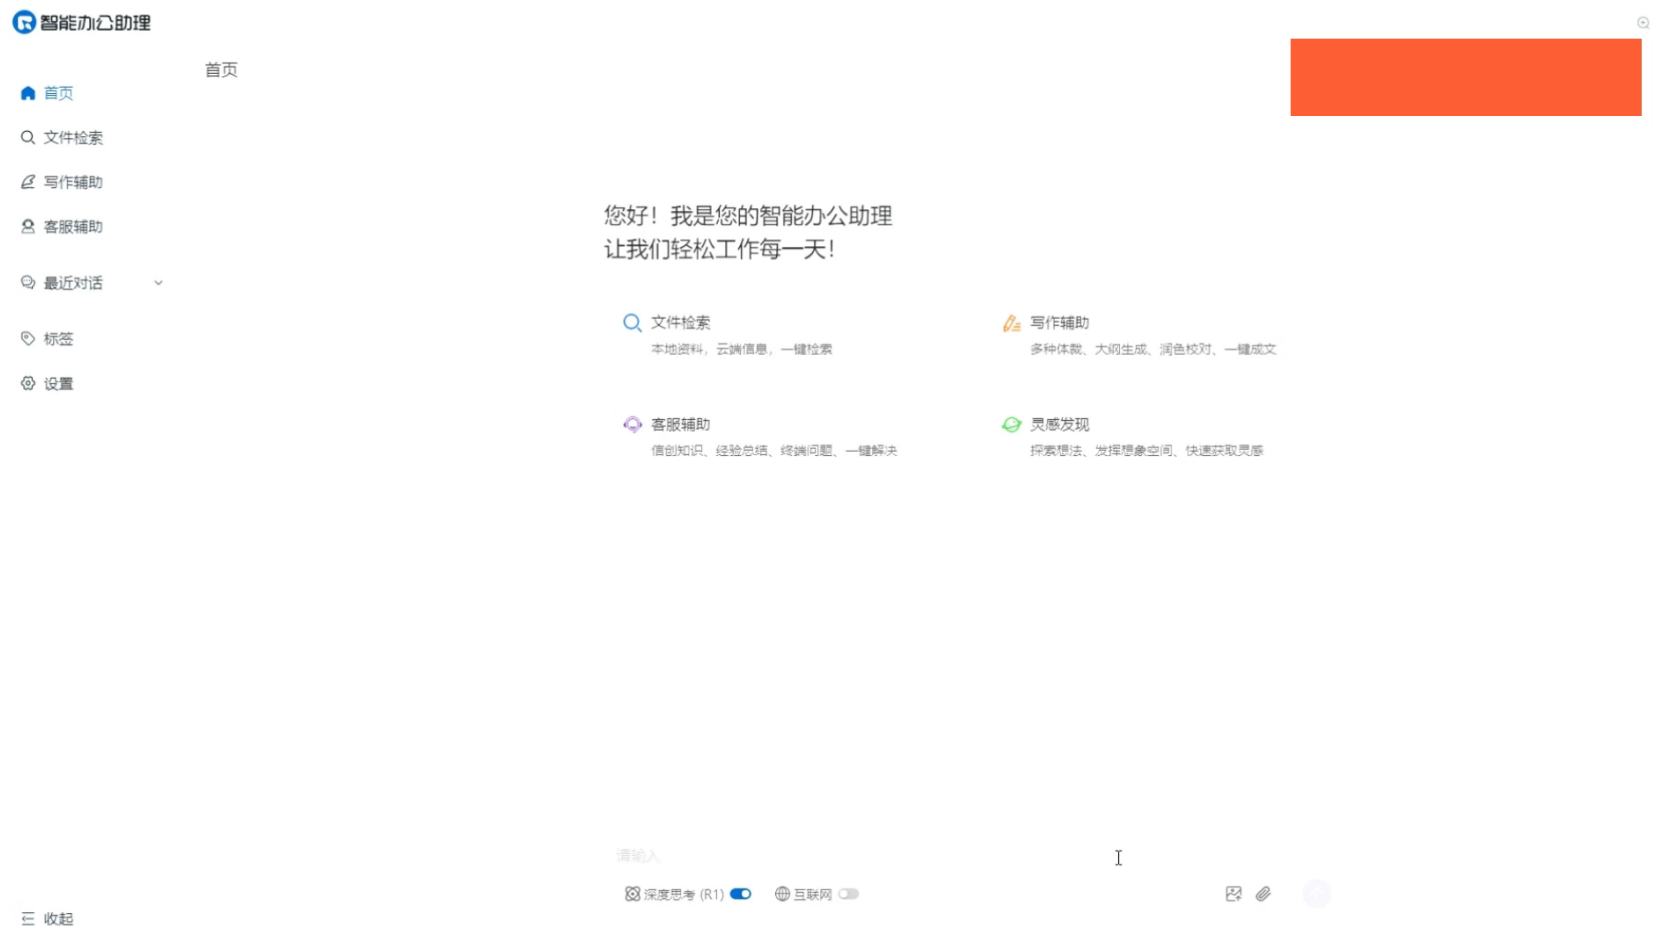 智能办公助理
首页
首页
文件检索
写作辅助
客服辅助
最近对话
标签
设置
您好！我是您的智能办公助理
让我们轻松工作每一天！
文件检索
本地资料，云端信息，一键检索
写作辅助
多种体裁、大纲生成、润色校对、一键成文
客服辅助
信创知识、经验总结、终端问题、一键解决
灵感发现
探索想法、发挥想象空间、快速获取灵感
请输入
深度思考 (R1)
互联网
收起